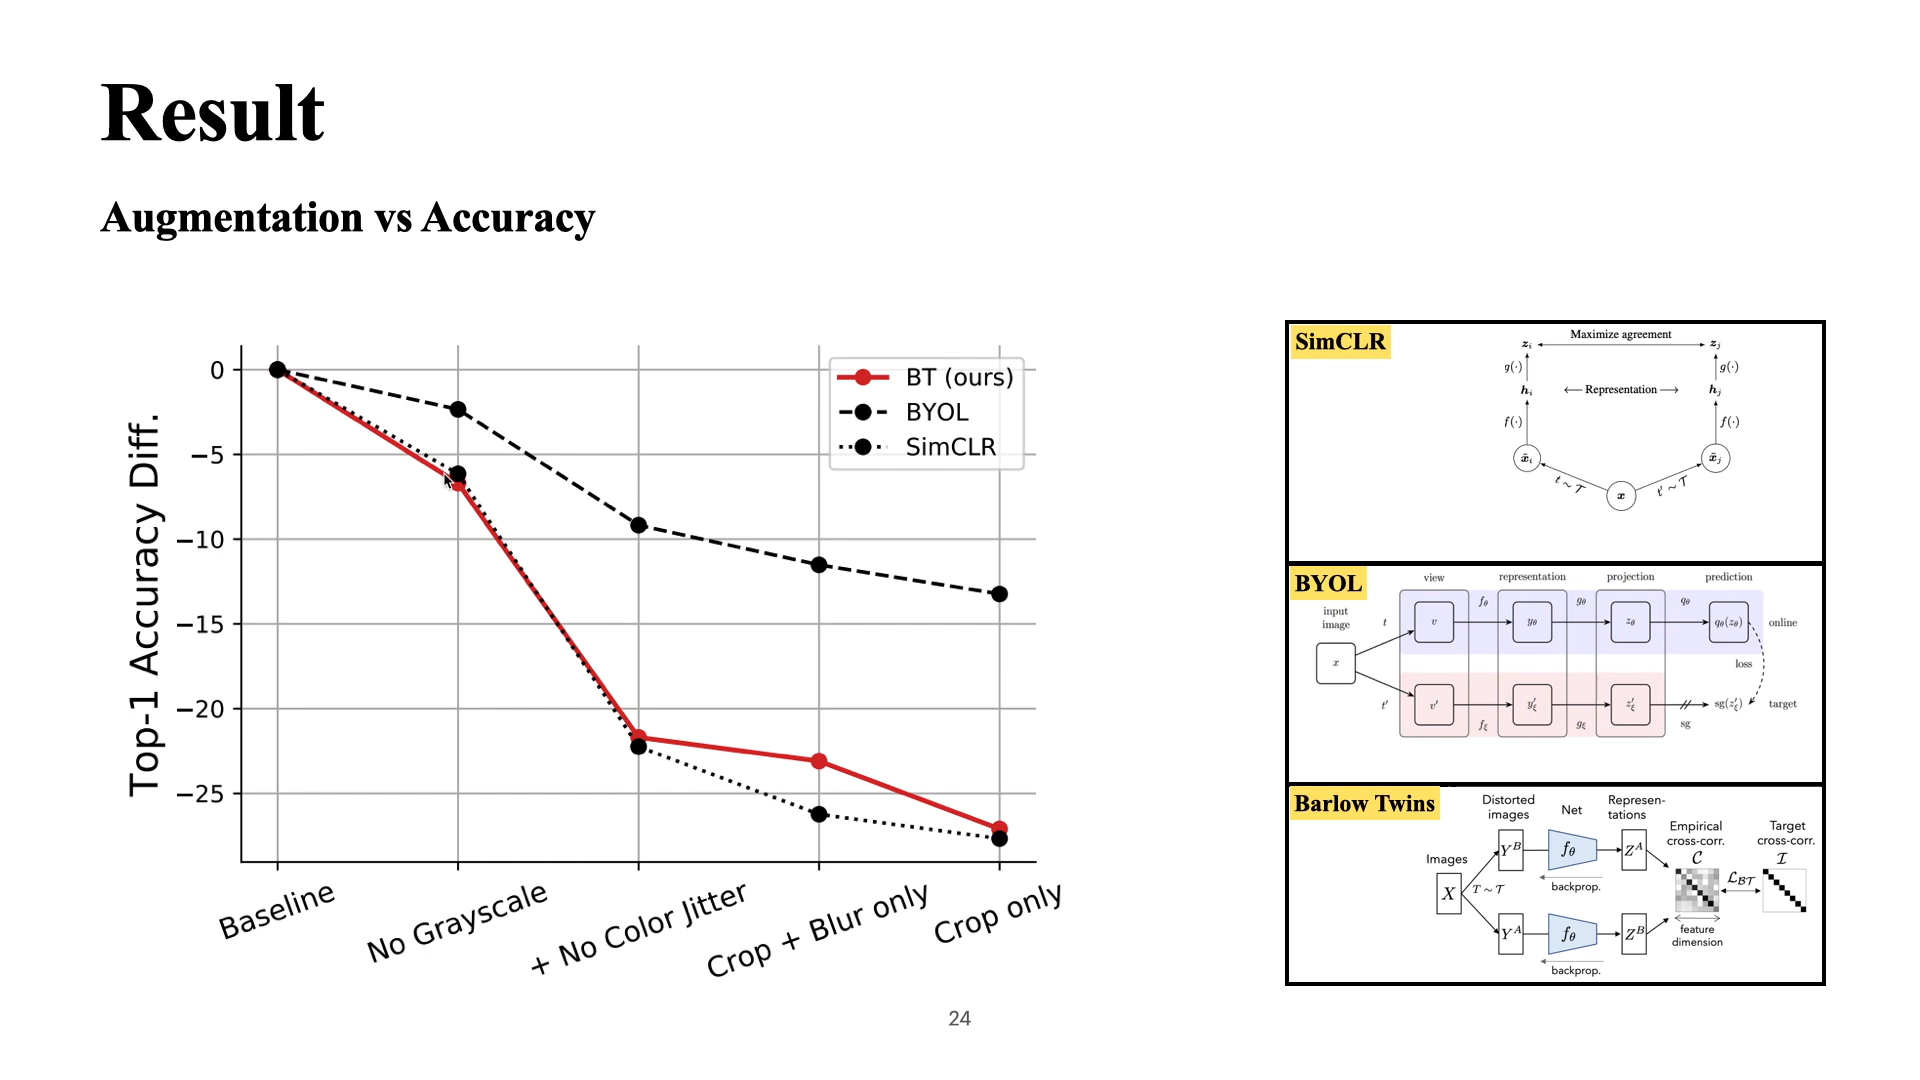 Result
Augmentation vs Accuracy
Top-1 Accuracy Diff.
0
−5
−10
−15
−20
−25
BT (ours)
BYOL
SimCLR
Baseline
No Grayscale
+ No Color Jitter
Crop + Blur only
Crop only
SimCLR
Maximize agreement
z_i z_j
g(·) g(·)
h_i ←— Representation —→ h_j
f(·) f(·)
x̃_i x̃_j
t ~ 𝒯 t′ ~ 𝒯
x
BYOL
view representation projection prediction
input
image
f_θ g_θ q_θ
t v y_θ z_θ q_θ(z_θ) online
x
loss
t′ v′ y′_ξ z′_ξ sg(z′_ξ) target
f_ξ g_ξ sg
Barlow Twins
Distorted
images
Net
Represen-
tations
Empirical
cross-corr.
C
Target
cross-corr.
I
Images
Y^B f_θ Z^A
X T ~ 𝒯
backprop.
ℒ_ℬ𝒯
Y^A f_θ Z^B
feature
dimension
backprop.
24